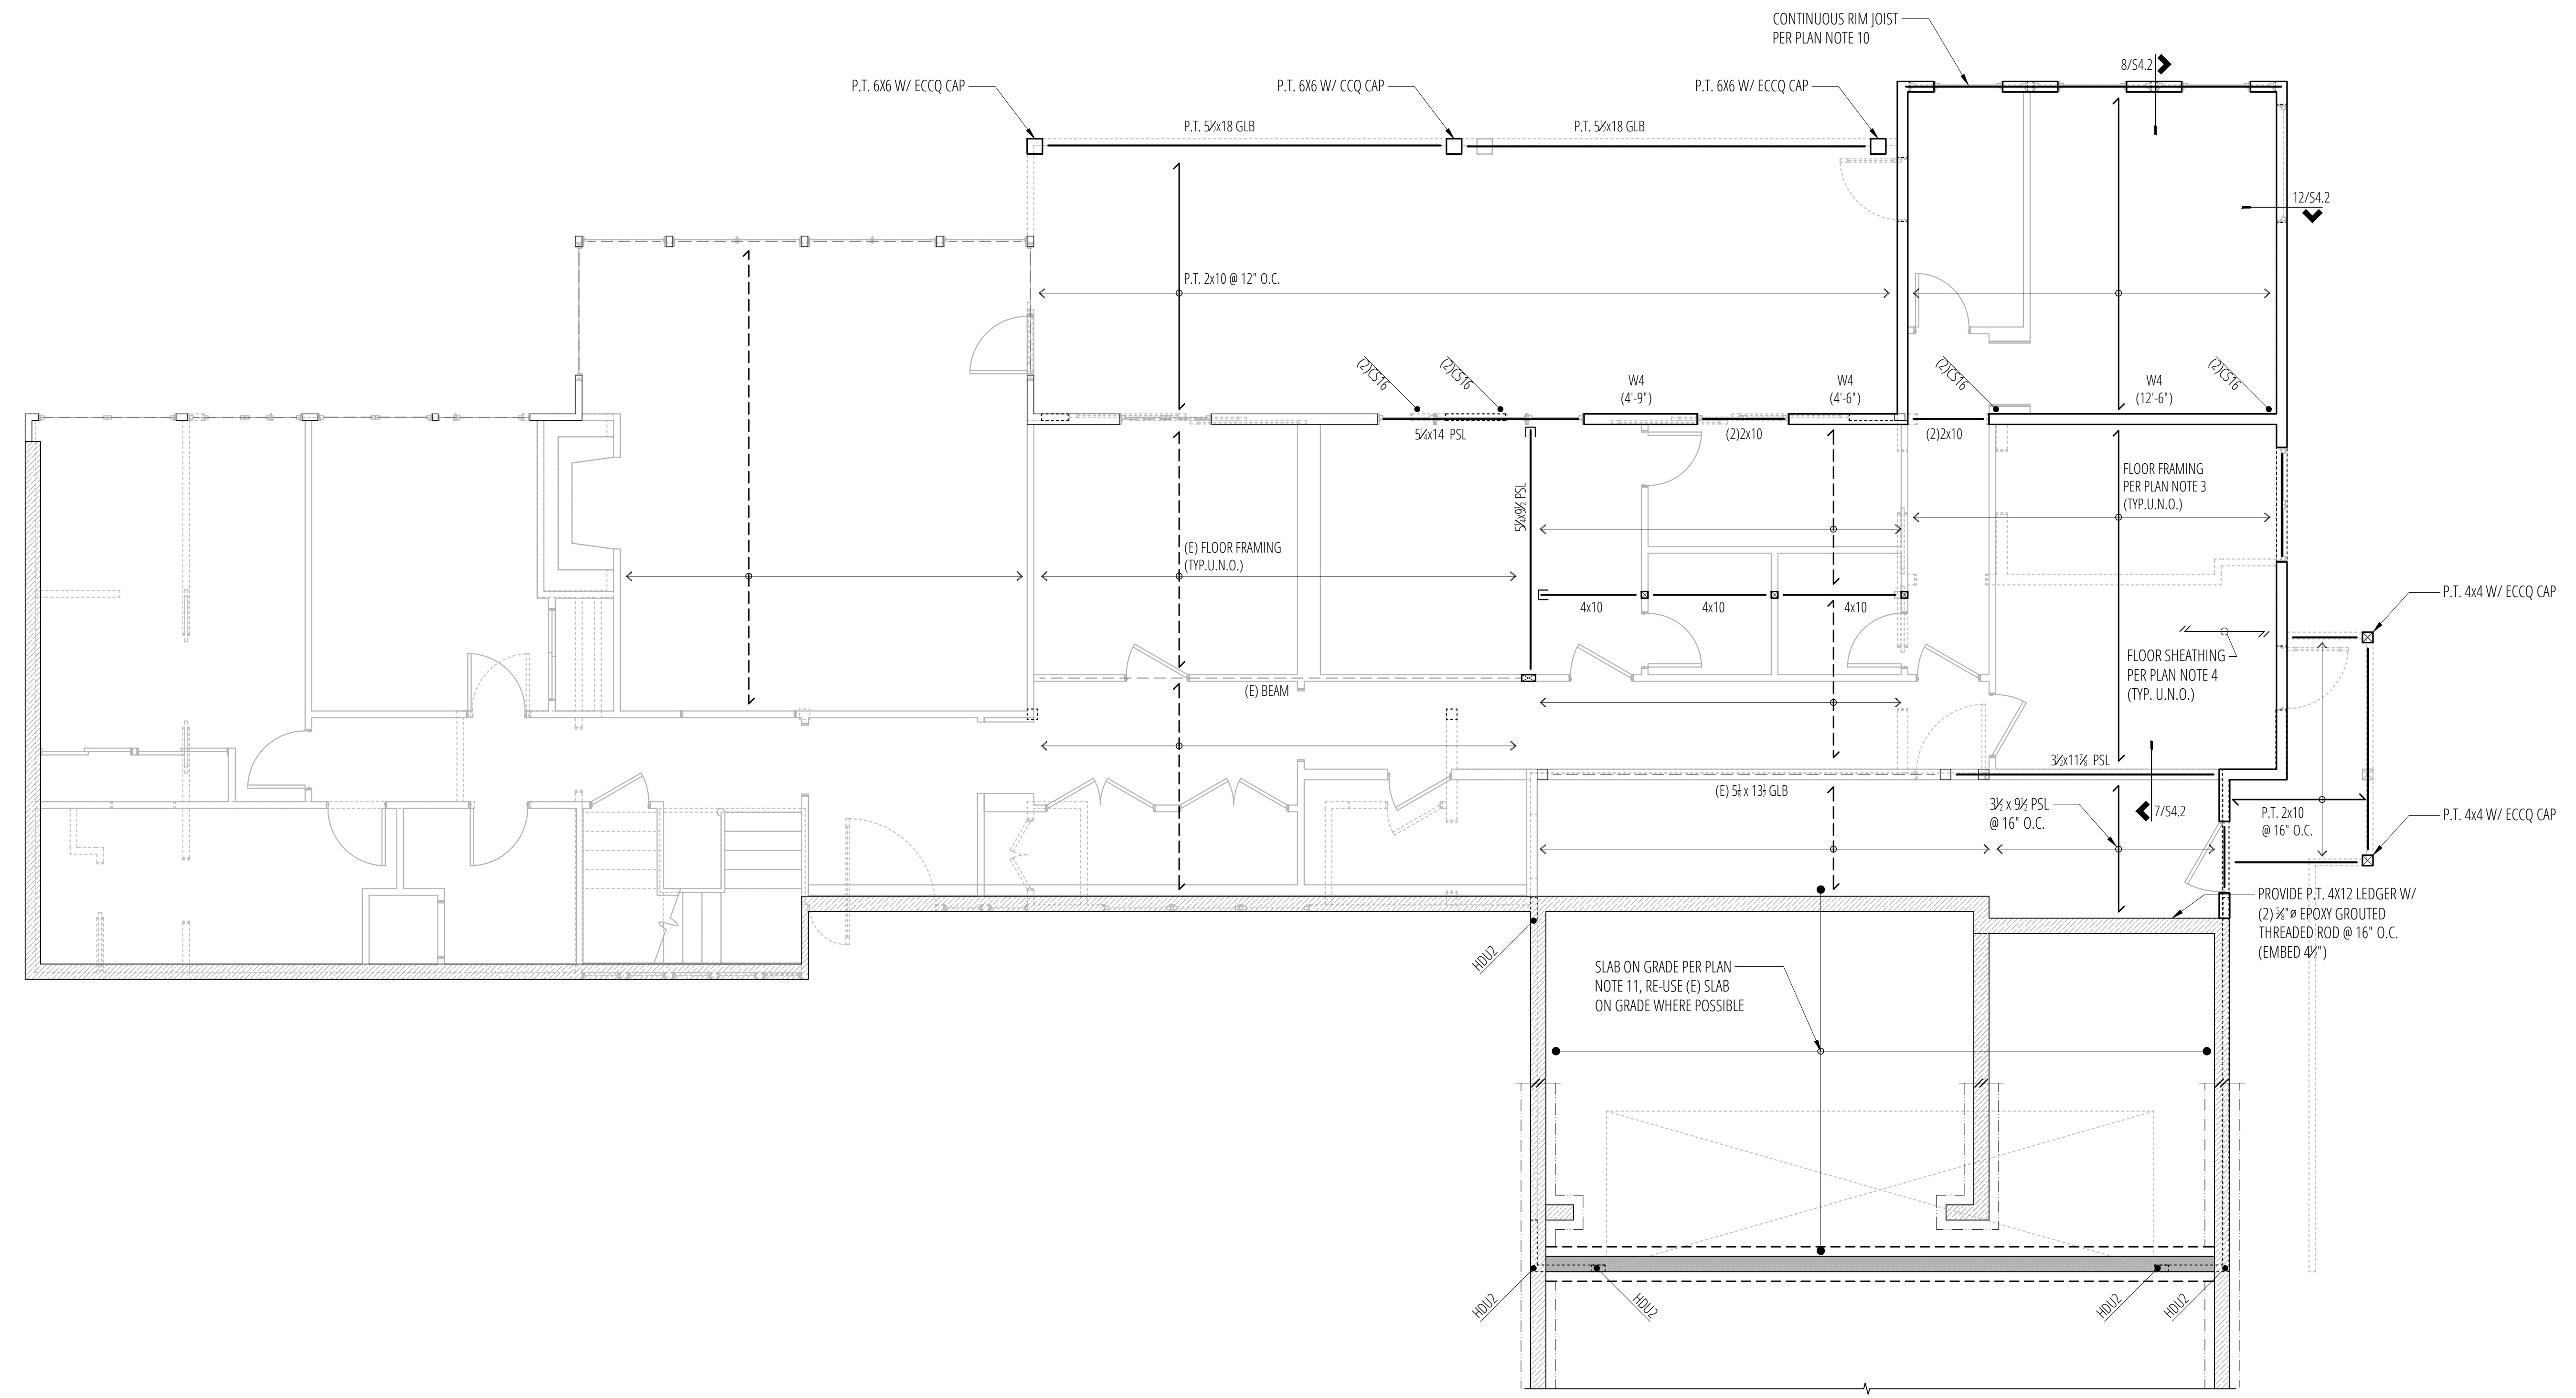 CONTINUOUS RIM JOIST
PER PLAN NOTE 10
8/S4.2
P.T. 6X6 W/ ECCQ CAP
P.T. 6X6 W/ CCQ CAP
P.T. 6X6 W/ ECCQ CAP
P.T. 5½x18 GLB
P.T. 5½x18 GLB
12/S4.2
P.T. 2x10 @ 12" O.C.
(2)CS16
(2)CS16
(2)CS16
(2)CS16
W4
(4'-9")
W4
(4'-6")
W4
(12'-6")
5¼x14 PSL
(2)2x10
(2)2x10
FLOOR FRAMING
PER PLAN NOTE 3
(TYP.U.N.O.)
5¼x9½ PSL
(E) FLOOR FRAMING
(TYP.U.N.O.)
4x10
4x10
4x10
P.T. 4x4 W/ ECCQ CAP
FLOOR SHEATHING
PER PLAN NOTE 4
(TYP. U.N.O.)
(E) BEAM
3½x11⅞ PSL
(E) 5⅛ x 13½ GLB
3½ x 9½ PSL
@ 16" O.C.
7/S4.2
P.T. 2x10
@ 16" O.C.
P.T. 4x4 W/ ECCQ CAP
PROVIDE P.T. 4X12 LEDGER W/
(2) ⅝"ø EPOXY GROUTED
THREADED ROD @ 16" O.C.
(EMBED 4½")
HDU2
SLAB ON GRADE PER PLAN
NOTE 11, RE-USE (E) SLAB
ON GRADE WHERE POSSIBLE
HDU2
HDU2
HDU2
HDU2